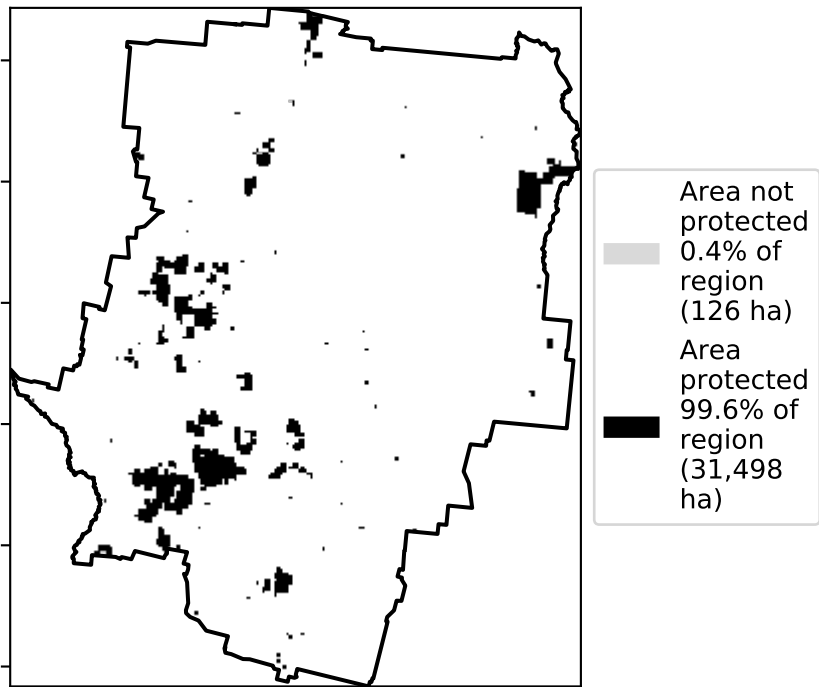 Area not
protected
0.4% of
region
(126 ha)
Area
protected
99.6% of
region
(31,498
ha)